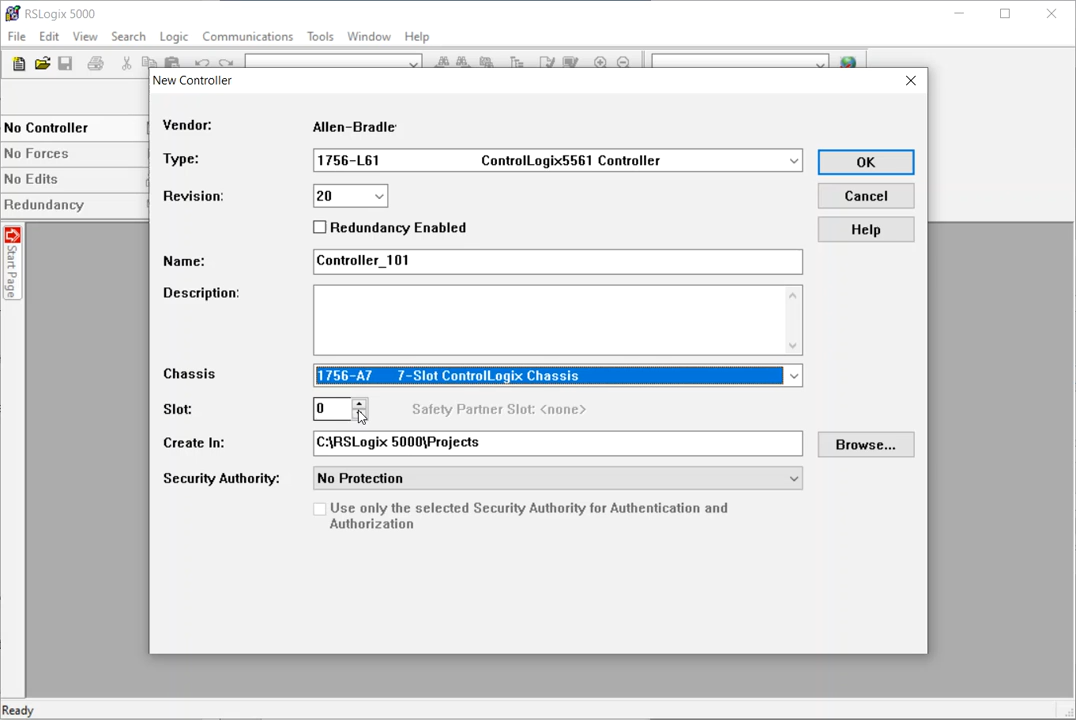 RSLogix 5000
File Edit View Search Logic Communications Tools Window Help
New Controller
No Controller
No Forces
No Edits
Redundancy
Start Page
Vendor: Allen-Bradley
Type: 1756-L61 ControlLogix5561 Controller OK
Revision: 20 Cancel
Redundancy Enabled Help
Name: Controller_101
Description:
Chassis 1756-A7 7-Slot ControlLogix Chassis
Slot: 0 Safety Partner Slot: <none>
Create In: C:\RSLogix 5000\Projects Browse...
Security Authority: No Protection
Use only the selected Security Authority for Authentication and
Authorization
Ready